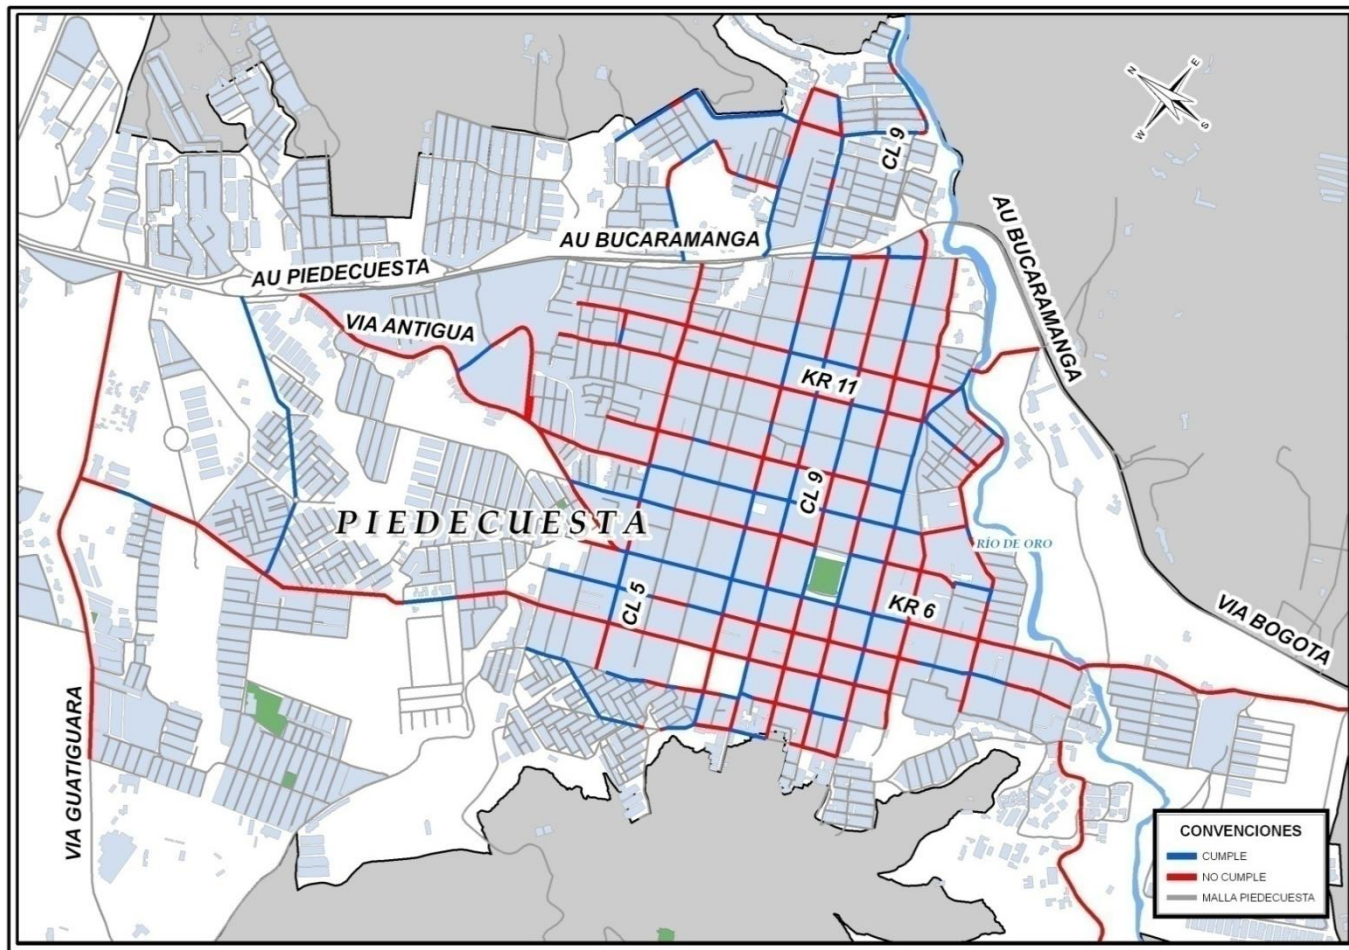 N
E
W
S
CL 9
AU BUCARAMANGA
AU BUCARAMANGA
AU PIEDECUESTA
VIA ANTIGUA
KR 11
CL 9
PIEDECUESTA
RÍO DE ORO
CL 5
KR 6
VIA BOGOTA
VIA GUATIGUARA
CONVENCIONES
CUMPLE
NO CUMPLE
MALLA PIEDECUESTA